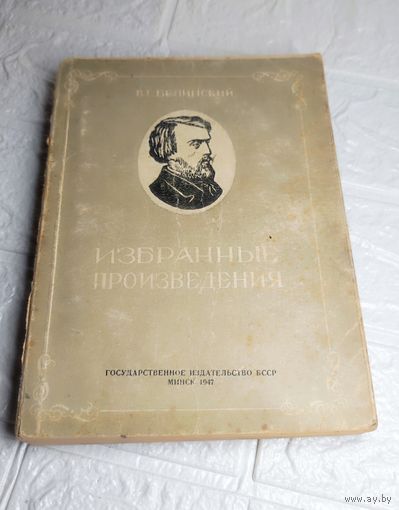 В.Г. БЕЛИНСКИЙ
ИЗБРАННЫЕ
ПРОИЗВЕДЕНИЯ
ГОСУДАРСТВЕННОЕ ИЗДАТЕЛЬСТВО БССР
МИНСК 1947
www.ay.by